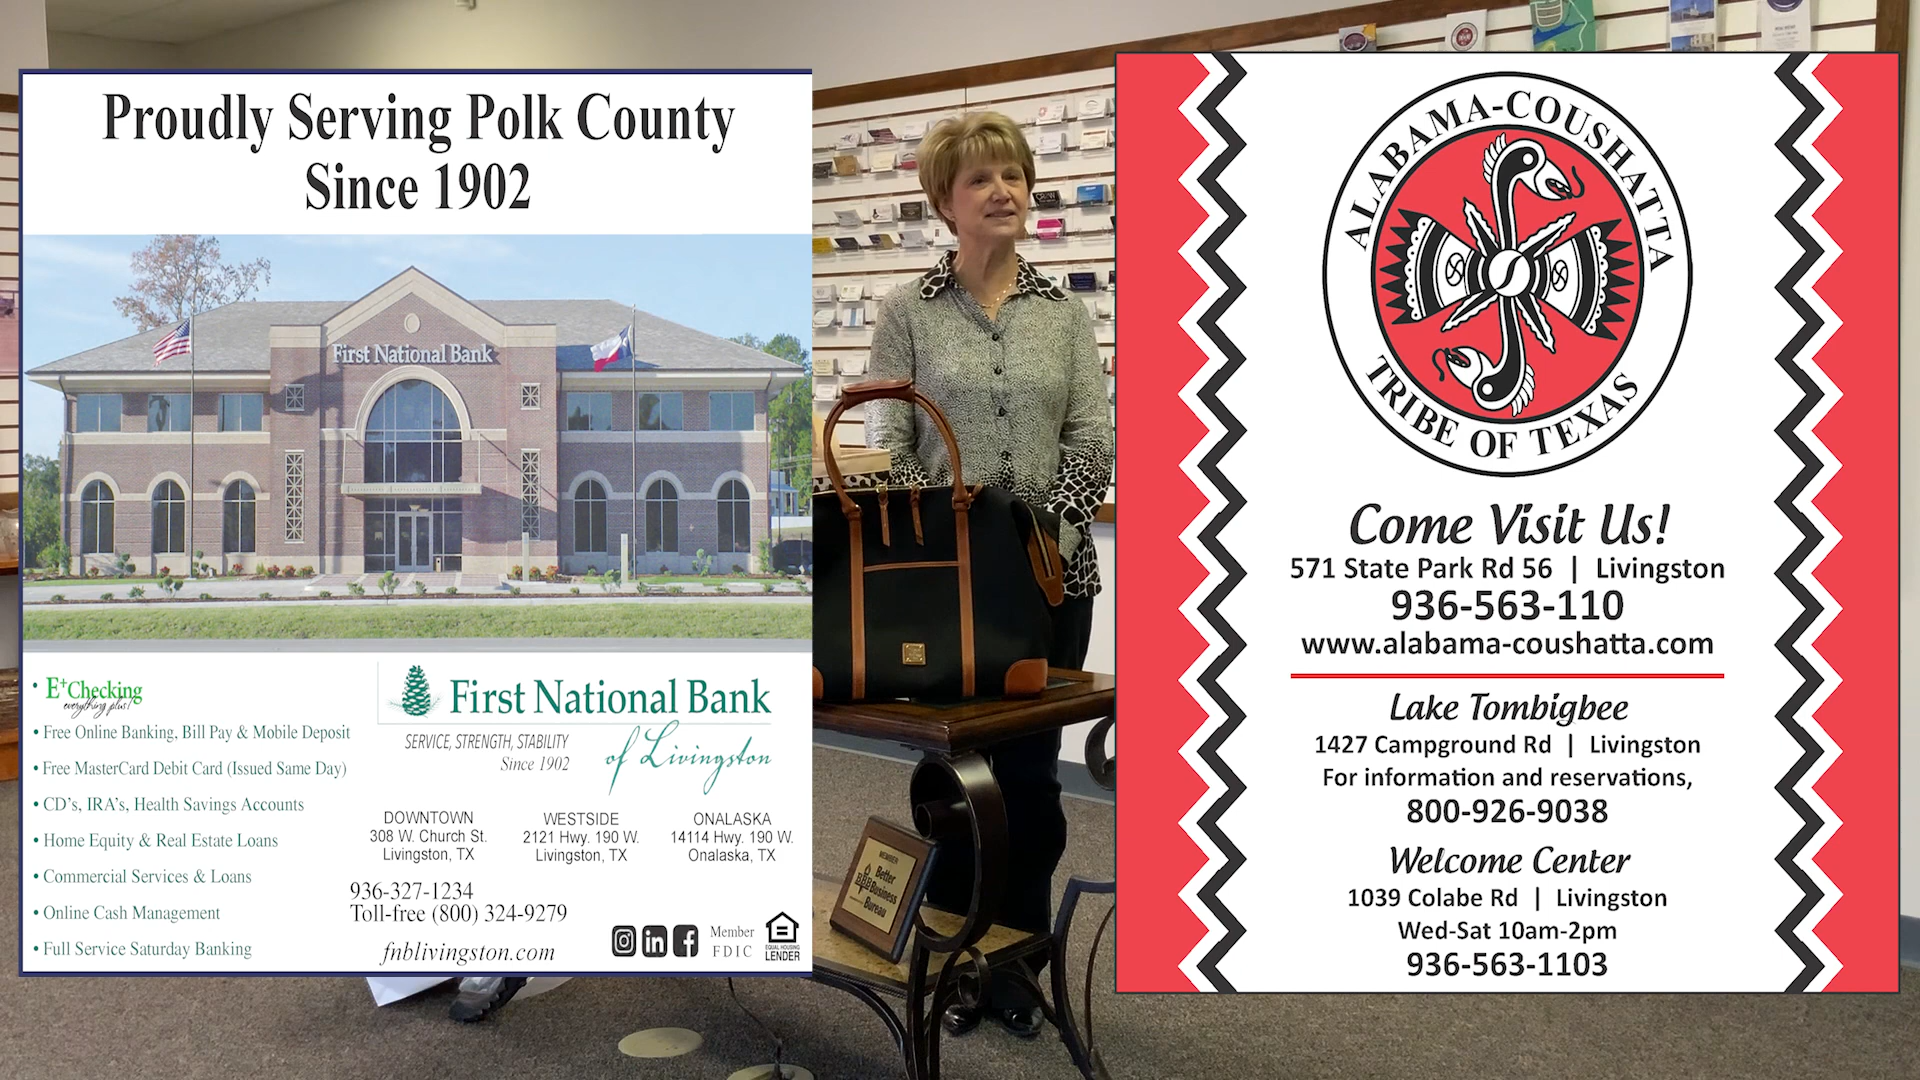 Proudly Serving Polk County
Since 1902
First National Bank
• E+Checking
everything plus!
• Free Online Banking, Bill Pay & Mobile Deposit
• Free MasterCard Debit Card (Issued Same Day)
• CD's, IRA's, Health Savings Accounts
• Home Equity & Real Estate Loans
• Commercial Services & Loans
• Online Cash Management
• Full Service Saturday Banking
First National Bank
of Livingston
SERVICE, STRENGTH, STABILITY
Since 1902
DOWNTOWN
308 W. Church St.
Livingston, TX
WESTSIDE
2121 Hwy. 190 W.
Livingston, TX
ONALASKA
14114 Hwy. 190 W.
Onalaska, TX
936-327-1234
Toll-free (800) 324-9279
fnblivingston.com
Member
FDIC
EQUAL HOUSING
LENDER
MEMBER
BBB
Better
Business
Bureau
ALABAMA-COUSHATTA
TRIBE OF TEXAS
Come Visit Us!
571 State Park Rd 56 | Livingston
936-563-110
www.alabama-coushatta.com
Lake Tombigbee
1427 Campground Rd | Livingston
For information and reservations,
800-926-9038
Welcome Center
1039 Colabe Rd | Livingston
Wed-Sat 10am-2pm
936-563-1103